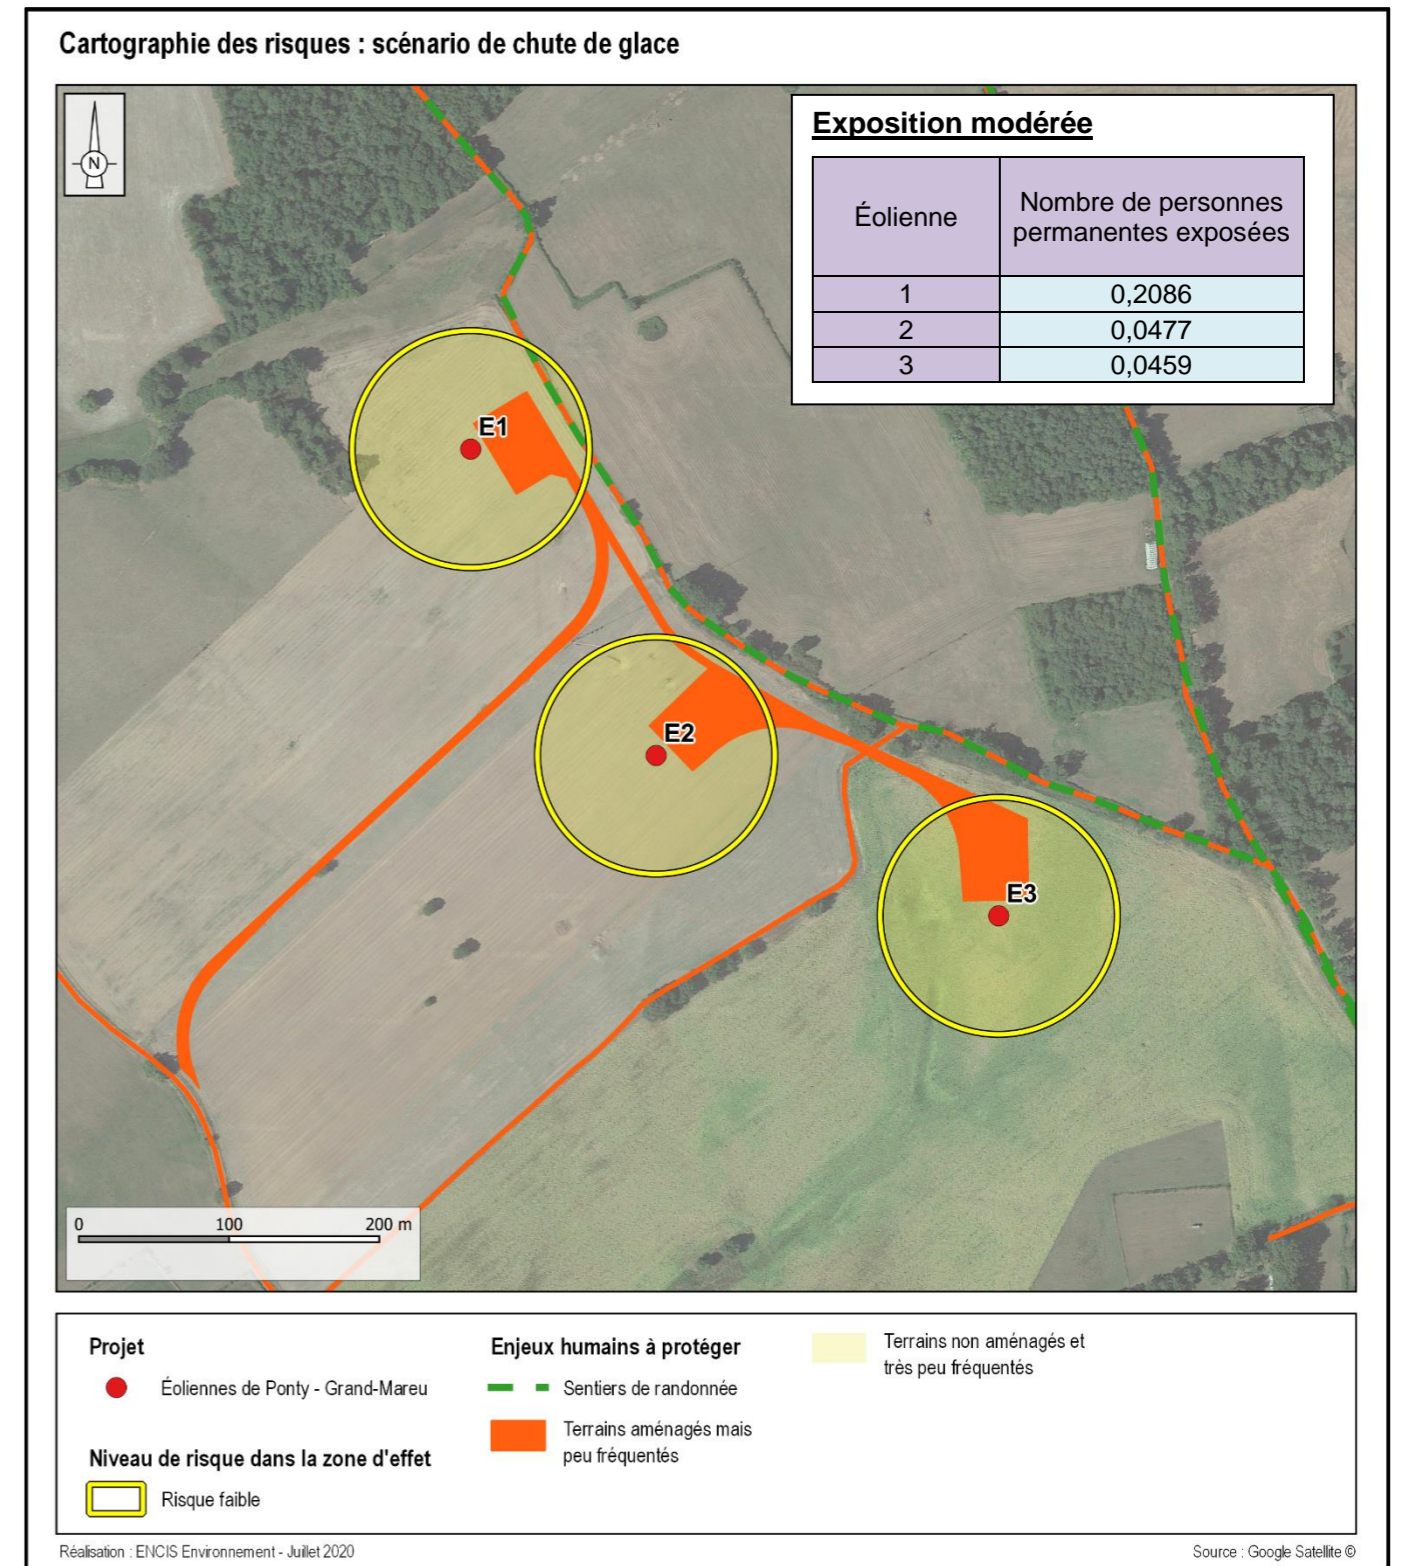 Cartographie des risques : scénario de chute de glace
N
Exposition modérée
Éolienne
Nombre de personnes
permanentes exposées
1 0,2086
2 0,0477
3 0,0459
E1
E2
E3
0 100 200 m
Projet
Éoliennes de Ponty - Grand-Mareu
Niveau de risque dans la zone d'effet
Risque faible
Enjeux humains à protéger
Sentiers de randonnée
Terrains aménagés mais
peu fréquentés
Terrains non aménagés et
très peu fréquentés
Réalisation : ENCIS Environnement - Juillet 2020
Source : Google Satellite ©